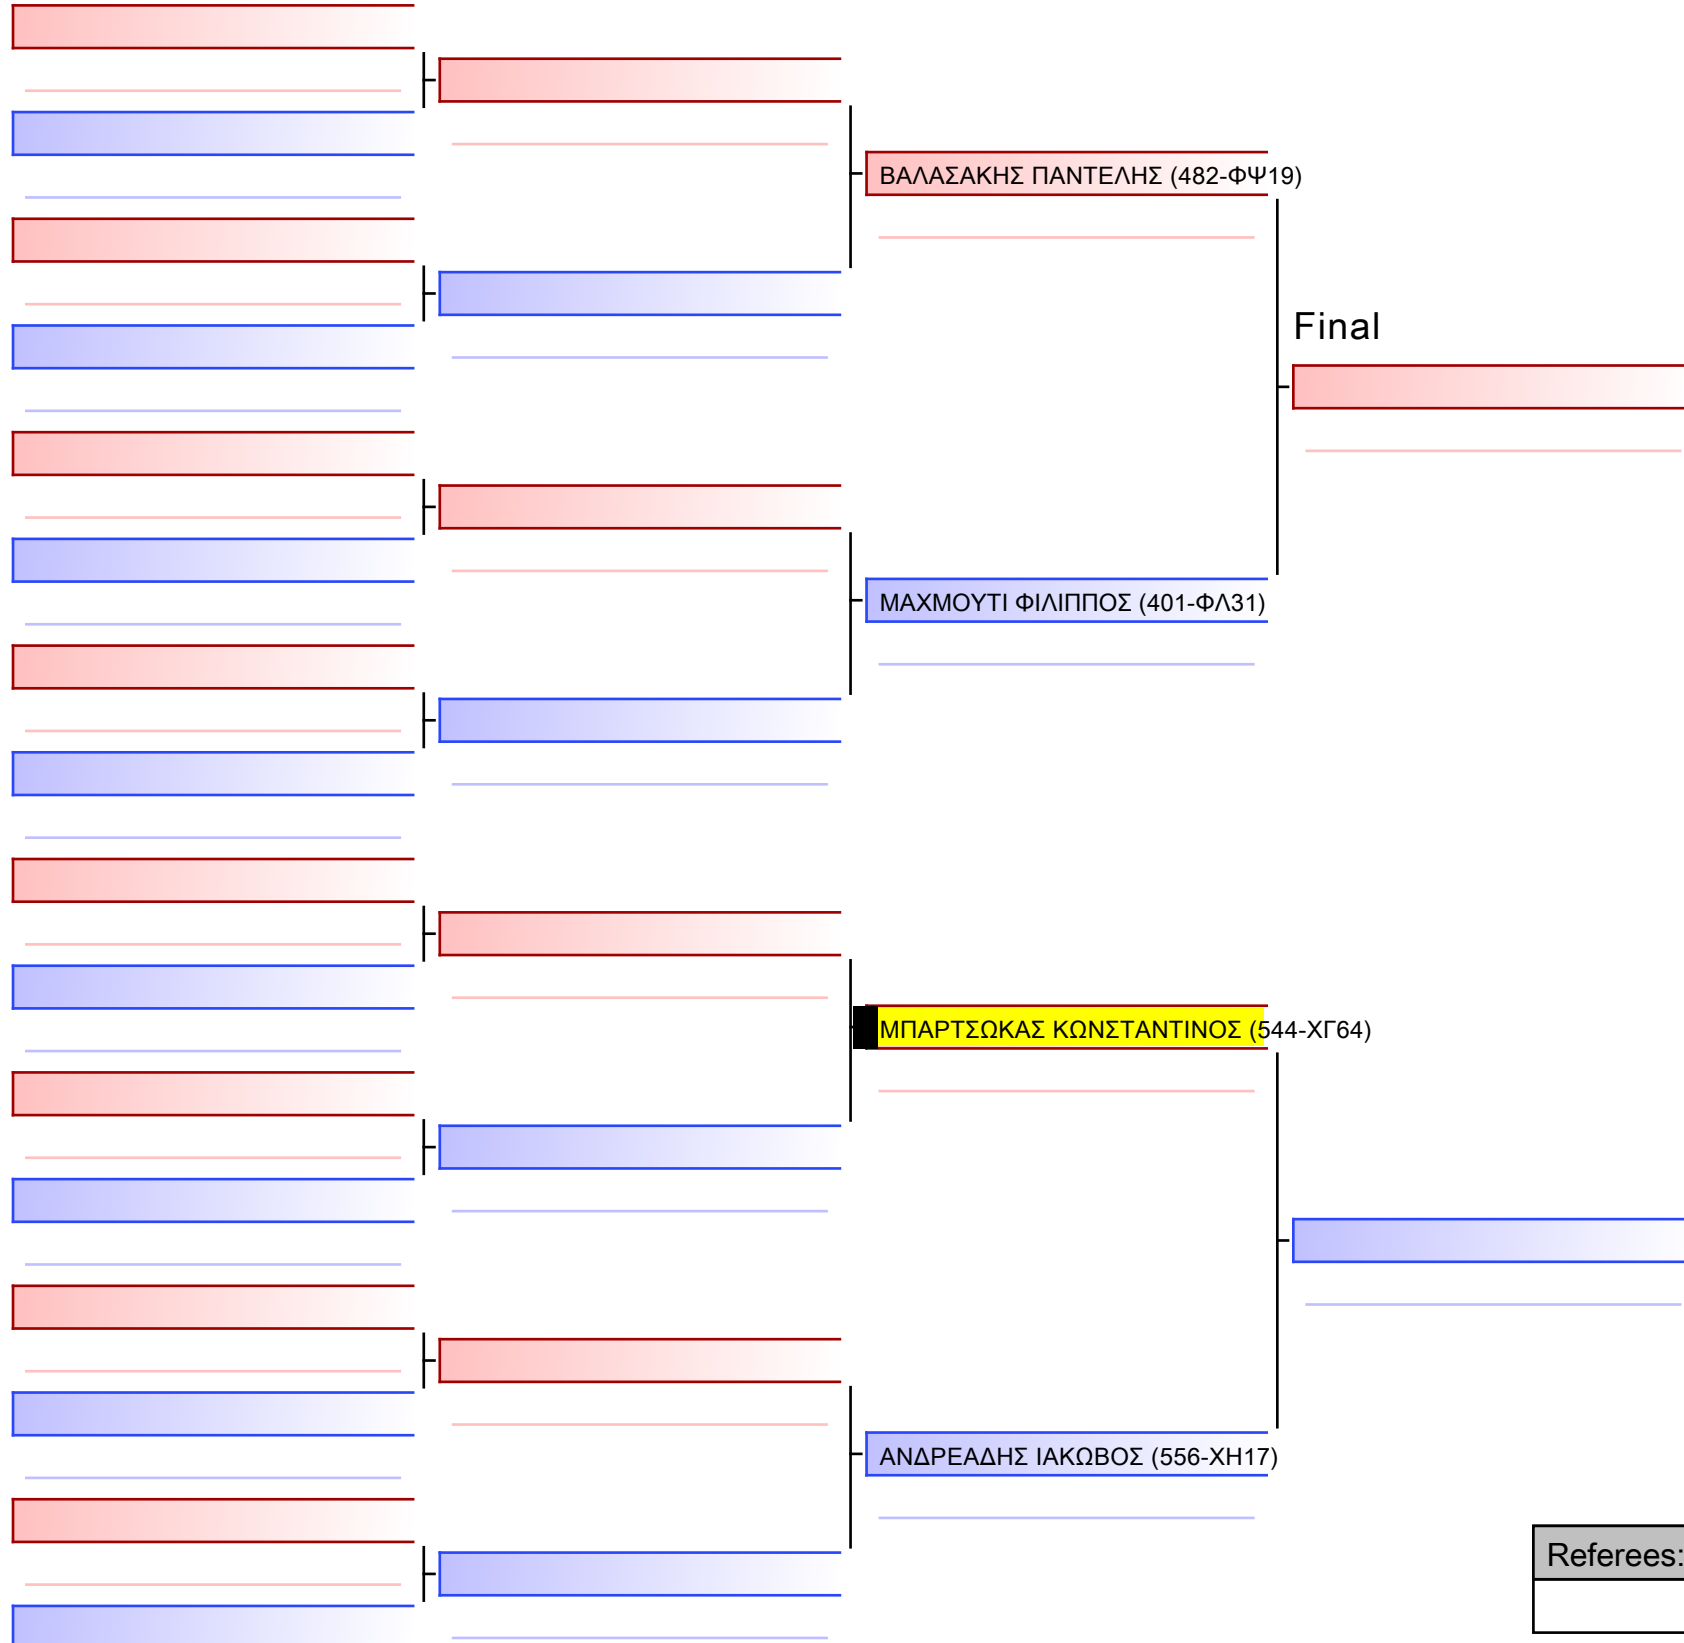 ΒΑΛΑΣΑΚΗΣ ΠΑΝΤΕΛΗΣ (482-ΦΨ19)
Final
ΜΑΧΜΟΥΤΙ ΦΙΛΙΠΠΟΣ (401-ΦΛ31)
ΜΠΑΡΤΣΩΚΑΣ ΚΩΝΣΤΑΝΤΙΝΟΣ (544-ΧΓ64)
ΑΝΔΡΕΑΔΗΣ ΙΑΚΩΒΟΣ (556-ΧΗ17)
Referees: